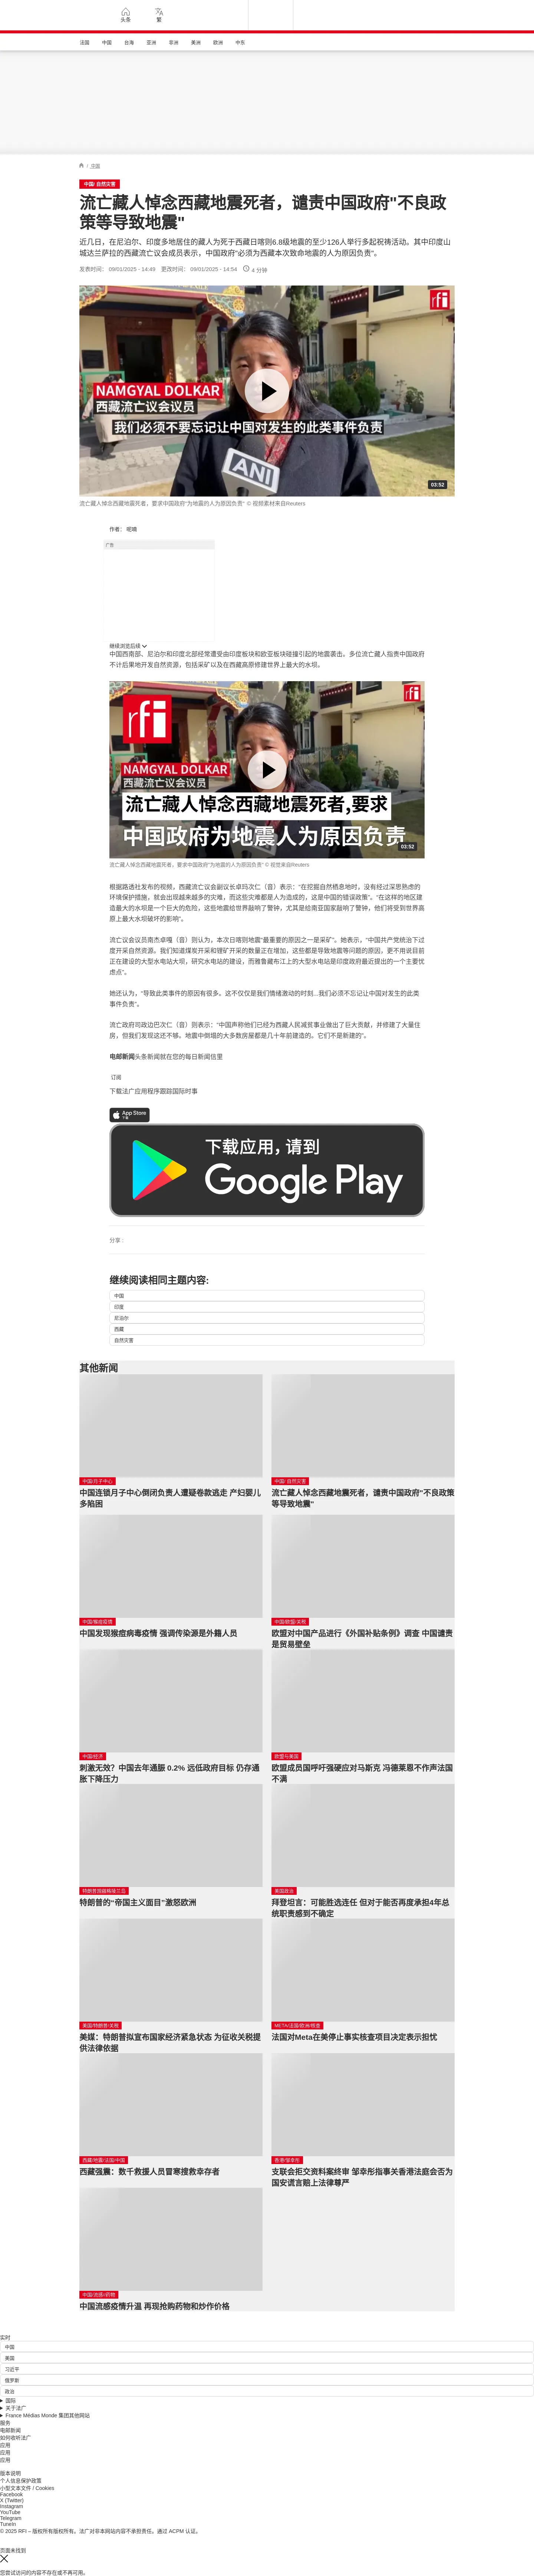 头条
繁
法国
中国
台海
亚洲
非洲
美洲
欧洲
中东
/ 中国
中国/ 自然灾害
流亡藏人悼念西藏地震死者，谴责中国政府"不良政
策等导致地震"
近几日，在尼泊尔、印度多地居住的藏人为死于西藏日喀则6.8级地震的至少126人举行多起祝祷活动。其中印度山
城达兰萨拉的西藏流亡议会成员表示，中国政府“必须为西藏本次致命地震的人为原因负责”。
发表时间： 09/01/2025 - 14:49 更改时间： 09/01/2025 - 14:54 4 分钟
rfi
NAMGYAL DOLKAR
西藏流亡议会议员
我们必须不要忘记让中国对发生的此类事件负责
03:52
流亡藏人悼念西藏地震死者，要求中国政府“为地震的人为原因负责” © 视频素材来自Reuters
作者：
广告
继续浏览后续
中国西南部、尼泊尔和印度北部经常遭受由印度板块和欧亚板块碰撞引起的地震袭击。多位流亡藏人指责中国政府
不计后果地开发自然资源，包括采矿以及在西藏高原修建世界上最大的水坝。
rfi
rfi
NAMGYAL DOLKAR
西藏流亡议会议员
流亡藏人悼念西藏地震死者,要求
中国政府为地震人为原因负责
03:52
流亡藏人悼念西藏地震死者，要求中国政府“为地震的人为原因负责” © 视觉来自Reuters
根据路透社发布的视频，西藏流亡议会副议长卓玛次仁（音）表示：“在挖掘自然栖息地时，没有经过深思熟虑的
环境保护措施，就会出现越来越多的灾难，而这些灾难都是人为造成的，这是中国的错误政策”。“在这样的地区建
造最大的水坝是一个巨大的危险，这些地震给世界敲响了警钟，尤其是给南亚国家敲响了警钟，他们将受到世界高
原上最大水坝破坏的影响”。
流亡议会议员南杰卓嘎（音）则认为，本次日喀则地震“最重要的原因之一是采矿”。她表示，“中国共产党统治下过
度开采自然资源。我们知道煤炭开采和锂矿开采的数量正在增加，这些都是导致地震等问题的原因，更不用说目前
正在建设的大型水电站大坝，研究水电站的建设，而雅鲁藏布江上的大型水电站是印度政府最近提出的一个主要忧
虑点”。
她还认为，“导致此类事件的原因有很多、这不仅仅是我们情绪激动的时刻...我们必须不忘记让中国对发生的此类
事件负责”。
流亡政府司政边巴次仁（音）则表示：“中国声称他们已经为西藏人民减贫事业做出了巨大贡献，并修建了大量住
房，但我们发现这还不够。地震中倒塌的大多数房屋都是几十年前建造的。它们不是新建的”。
电邮新闻头条新闻就在您的每日新闻信里
订阅
下载法广应用程序跟踪国际时事
App Store
下载
下载应用，请到
Google Play
分享 :
继续阅读相同主题内容:
中国
印度
尼泊尔
西藏
自然灾害
其他新闻
中国/月子中心
中国连锁月子中心倒闭负责人遭疑卷款逃走 产妇婴儿
多陷困
中国/ 自然灾害
流亡藏人悼念西藏地震死者，谴责中国政府"不良政策
等导致地震"
中国/猴痘疫情
中国发现猴痘病毒疫情 强调传染源是外籍人员
中国/欧盟/关税
欧盟对中国产品进行《外国补贴条例》调查 中国谴责
是贸易壁垒
中国/经济
刺激无效？中国去年通脤 0.2% 远低政府目标 仍存通
胀下降压力
欧盟与美国
欧盟成员国呼吁强硬应对马斯克 冯德莱恩不作声法国
不满
特朗普觊觎格陵兰岛
特朗普的“帝国主义面目”激怒欧洲
美国政治
拜登坦言：可能胜选连任 但对于能否再度承担4年总
统职责感到不确定
美国/特朗普/关税
美媒：特朗普拟宣布国家经济紧急状态 为征收关税提
供法律依据
META/法国/欧洲/核查
法国对Meta在美停止事实核查项目决定表示担忧
西藏/地震/法国/中国
西藏强震：数千救援人员冒寒搜救幸存者
香港/邹幸彤
支联会拒交资料案终审 邹幸彤指事关香港法庭会否为
国安谎言赔上法律尊严
中国/流感//药物
中国流感疫情升温 再现抢购药物和炒作价格
实时
中国
美国
习近平
俄罗斯
政治
国际
关于法广
France Médias Monde 集团其他网站
服务
电邮新闻
如何收听法广
应用
应用
应用
版本说明
个人信息保护政策
小型文本文件 / Cookies
Facebook
X (Twitter)
Instagram
YouTube
Telegram
TuneIn
© 2025 RFI – 版权所有版权所有。法广对非本网站内容不承担责任。通过 ACPM 认证。
页面未找到
您尝试访问的内容不存在或不再可用。